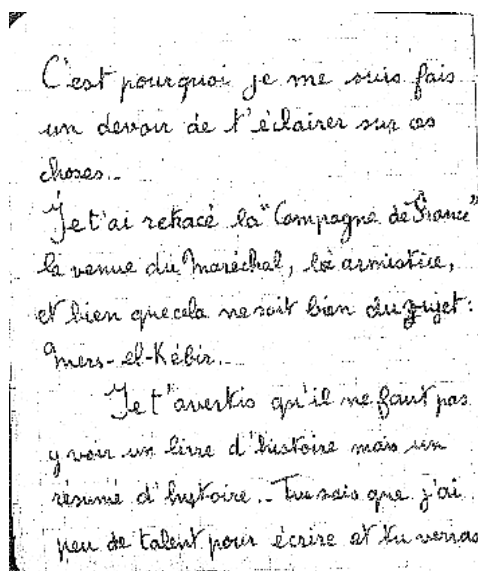 C'est pourquoi je me suis fais
un devoir de t'éclairer sur ces
choses..
Je t'ai retracé la "Campagne de France"
la venue du Maréchal, la armistice,
et bien que cela ne soit bien du sujet :
Mers-el-Kébir..
Je t'avertis qu'il ne faut pas
y voir un livre d'histoire mais un
résumé d'histoire.. Tu sais que j'ai
peu de talent pour écrire et tu verras